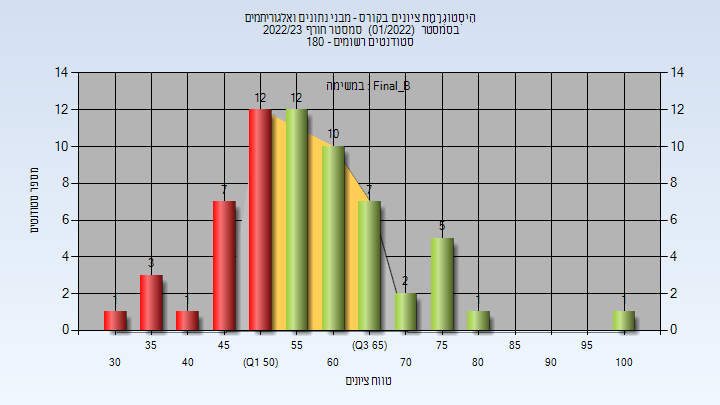 היסטוגרמת ציונים בקורס - מבני נתונים ואלגוריתמים
בסמסטר (01/2022) סמסטר חורף 2022/23
סטודנטים רשומים - 180
במשימה : Final_B
14 14
12 12
10 10
8 8
6 6
4 4
2 2
0 0
1 3 1 7 12 12 10 7 2 5 1 1
מספר סטודנטים
35 45 55 (Q3 65) 75 85 95
30 40 (Q1 50) 60 70 80 90 100
טווח ציונים